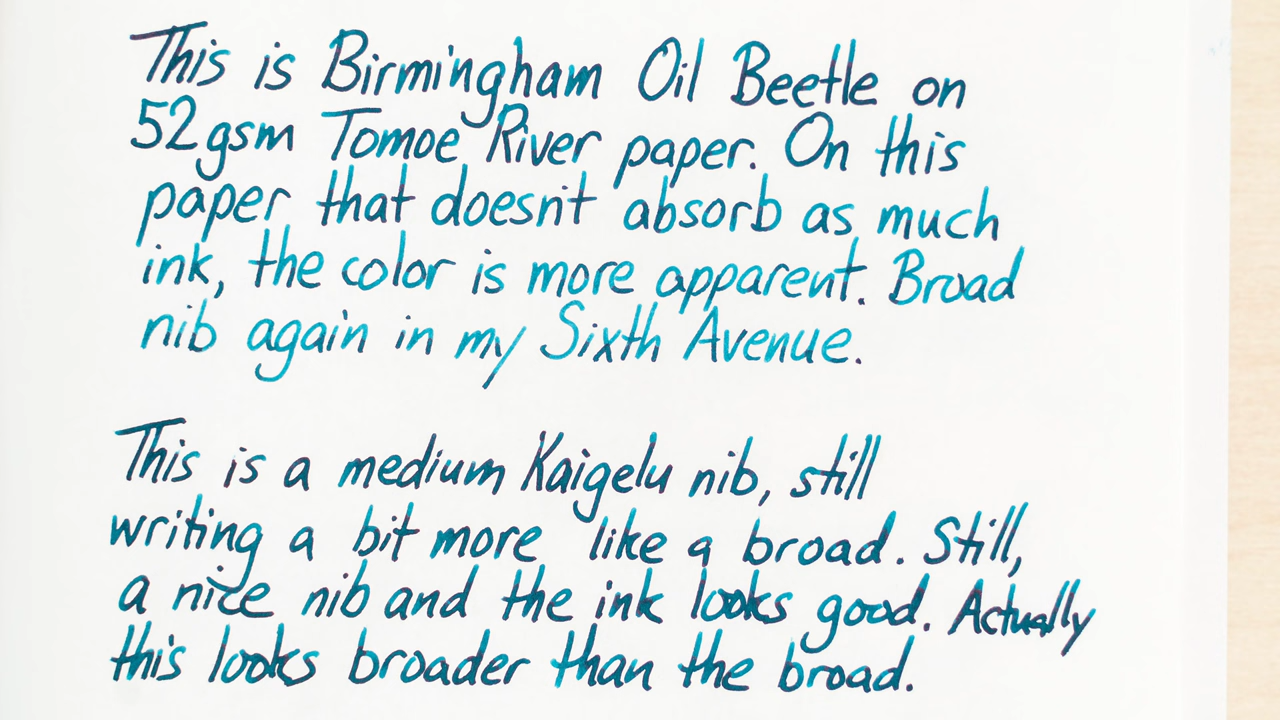 This is Birmingham Oil Beetle on
52gsm Tomoe River paper. On this
paper that doesn't absorb as much
ink, the color is more apparent. Broad
nib again in my Sixth Avenue.
This is a medium Kaigelu nib, still
writing a bit more like a broad. Still,
a nice nib and the ink looks good. Actually
this looks broader than the broad.